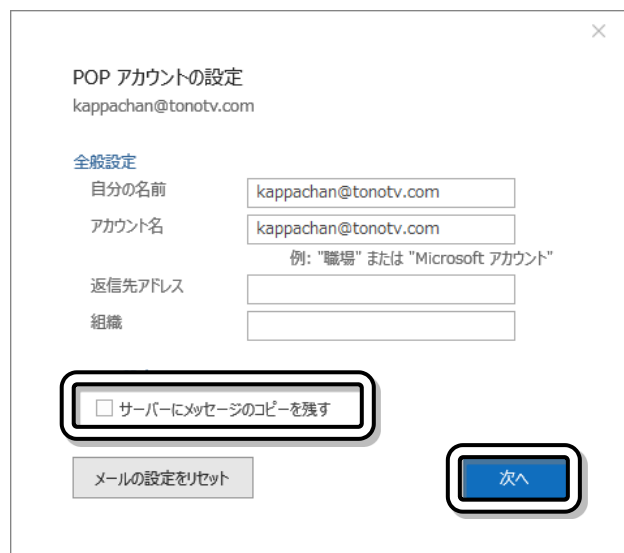 POP アカウントの設定
kappachan@tonotv.com
全般設定
自分の名前 kappachan@tonotv.com
アカウント名 kappachan@tonotv.com
例: "職場" または "Microsoft アカウント"
返信先アドレス
組織
サーバーにメッセージのコピーを残す
メールの設定をリセット 次へ